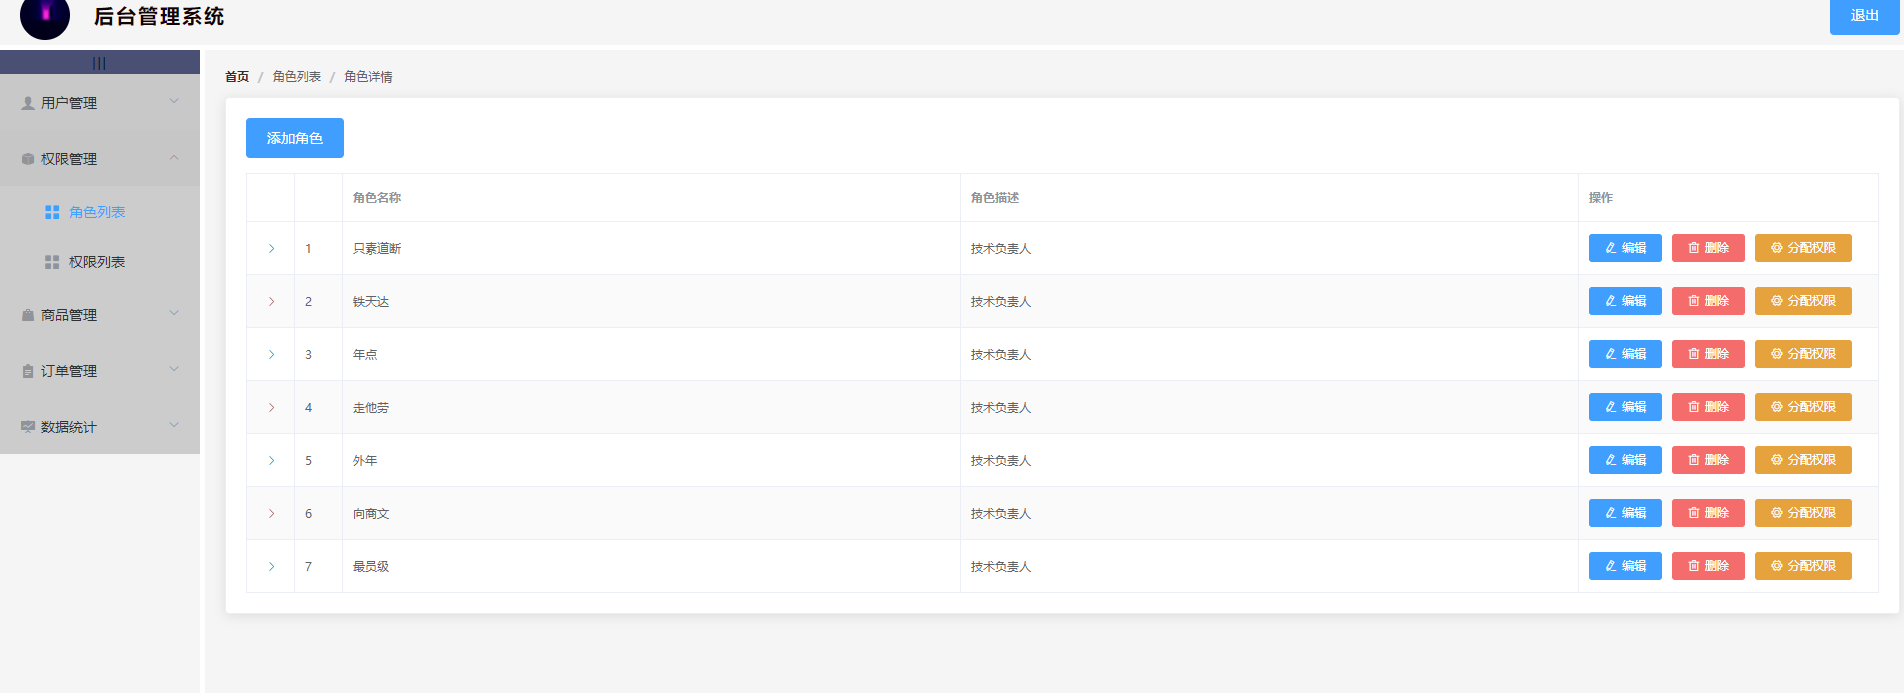 后台管理系统
退出
|||
用户管理
权限管理
角色列表
权限列表
商品管理
订单管理
数据统计
首页 / 角色列表 / 角色详情
添加角色
角色名称 角色描述 操作
1 只素道断 技术负责人 编辑 删除 分配权限
2 铁天达 技术负责人 编辑 删除 分配权限
3 年点 技术负责人 编辑 删除 分配权限
4 走他劳 技术负责人 编辑 删除 分配权限
5 外年 技术负责人 编辑 删除 分配权限
6 向商文 技术负责人 编辑 删除 分配权限
7 最员级 技术负责人 编辑 删除 分配权限